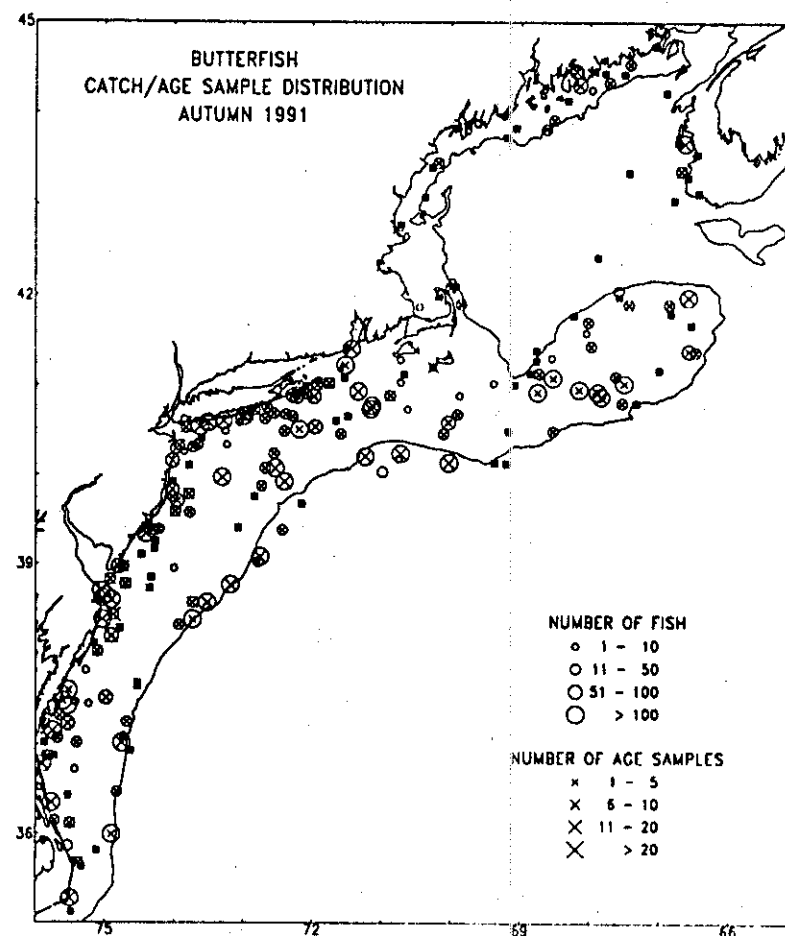 45
BUTTERFISH
CATCH/AGE SAMPLE DISTRIBUTION
AUTUMN 1991
42
39
NUMBER OF FISH
1 - 10
11 - 50
51 - 100
> 100
NUMBER OF AGE SAMPLES
1 - 5
6 - 10
11 - 20
> 20
36
75
72
69
66